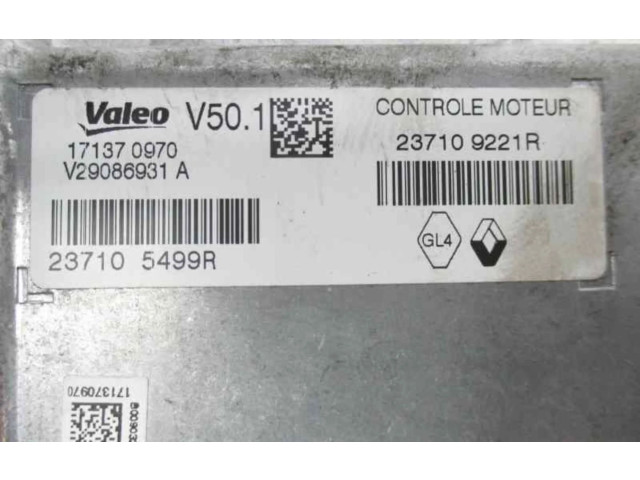 Valeo V50.1
17137 0970
V29086931 A
23710 5499R
CONTROLE MOTEUR
23710 9221R
GL4
171370970